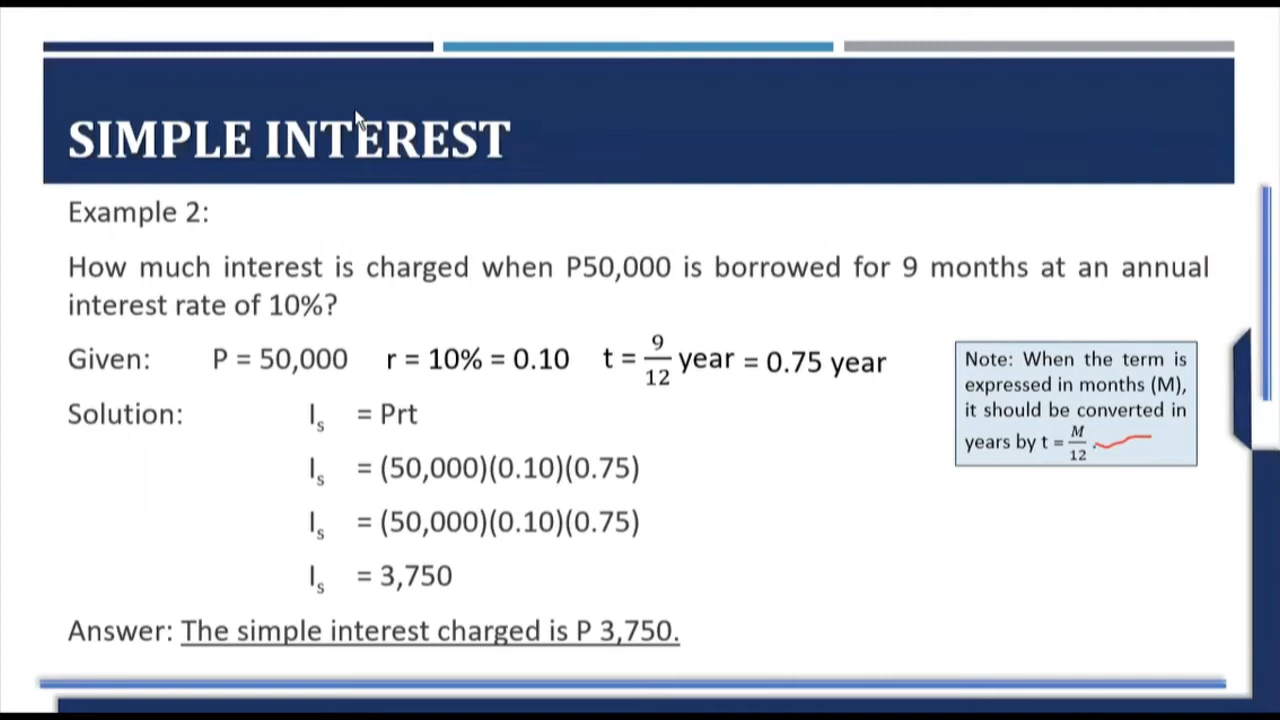 SIMPLE INTEREST
Example 2:
How much interest is charged when P50,000 is borrowed for 9 months at an annual
interest rate of 10%?
Given: P = 50,000 r = 10% = 0.10 t = 9/12 year = 0.75 year
Note: When the term is
expressed in months (M),
it should be converted in
years by t = M/12.
Solution: Iₛ = Prt
Iₛ = (50,000)(0.10)(0.75)
Iₛ = (50,000)(0.10)(0.75)
Iₛ = 3,750
Answer: The simple interest charged is P 3,750.